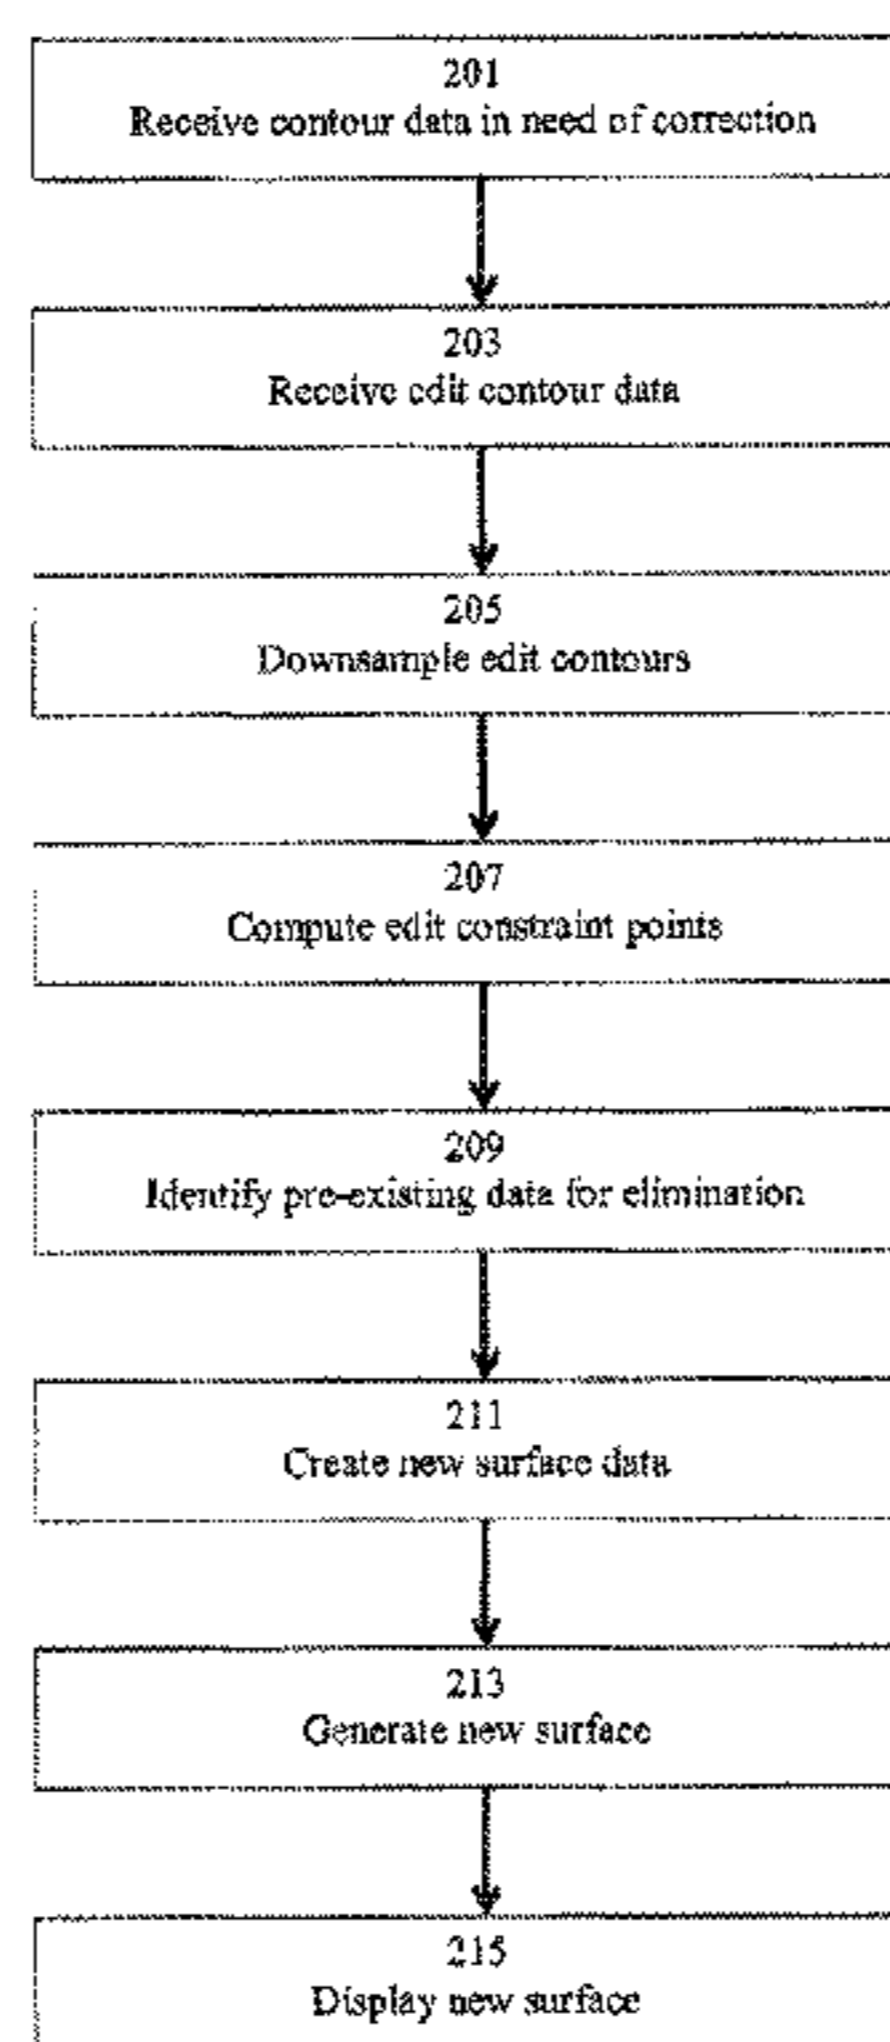 201
Receive contour data in need of correction
203
Receive edit contour data
205
Downsample edit contours
207
Compute edit constraint points
209
Identify pre-existing data for elimination
211
Create new surface data
213
Generate new surface
215
Display new surface